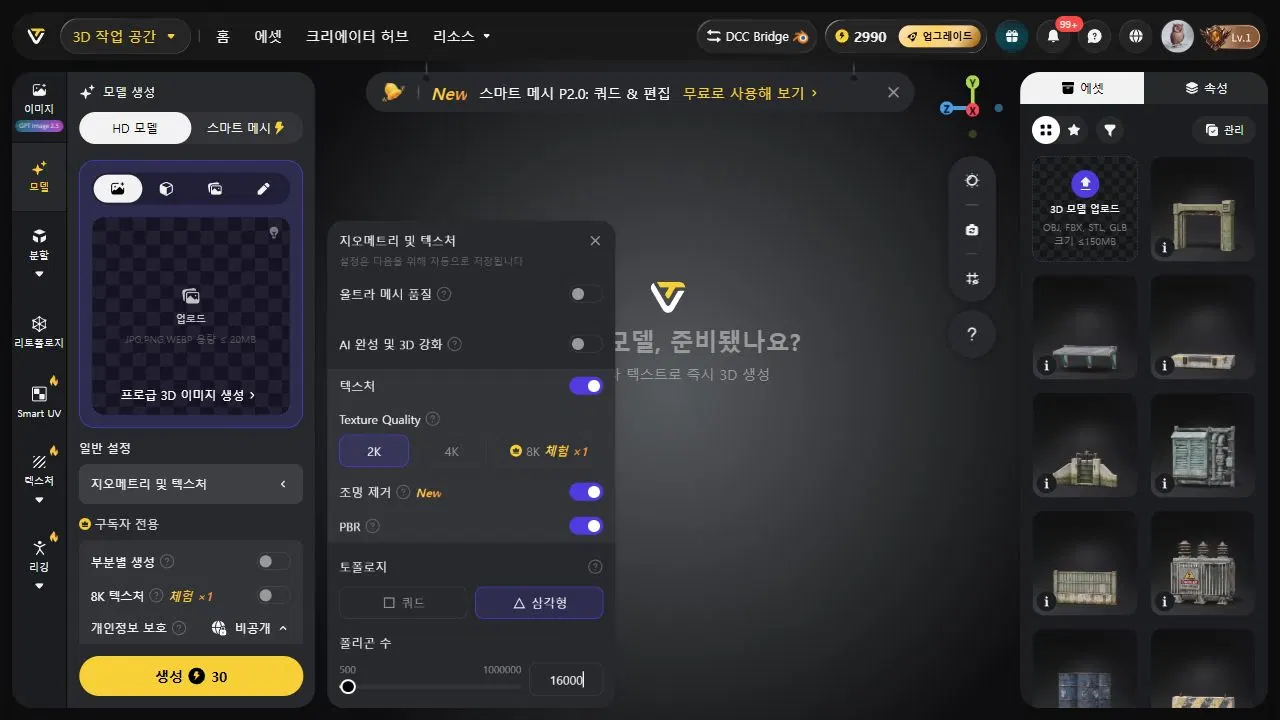 3D 작업 공간
홈
에셋
크리에이터 허브
리소스
DCC Bridge
2990
업그레이드
99+
Lv.1
이미지
GPT Image 2.5
모델
분할
리토폴로지
Smart UV
텍스처
리깅
모델 생성
HD 모델
스마트 메시
업로드
JPG,PNG,WEBP 용량 ≤ 20MB
프로급 3D 이미지 생성
일반 설정
지오메트리 및 텍스처
구독자 전용
부분별 생성
8K 텍스처 체험 ×1
개인정보 보호
비공개
생성 30
New 스마트 메시 P2.0: 쿼드 & 편집 무료로 사용해 보기
지오메트리 및 텍스처
설정은 다음을 위해 자동으로 저장됩니다
울트라 메시 품질
AI 완성 및 3D 강화
텍스처
Texture Quality
2K
4K
8K 체험 ×1
조명 제거 New
PBR
토폴로지
쿼드
삼각형
폴리곤 수
500
1000000
16000
모델, 준비됐나요?
텍스트로 즉시 3D 생성
Y
Z
X
?
에셋
속성
관리
3D 모델 업로드
OBJ, FBX, STL, GLB
크기 ≤150MB